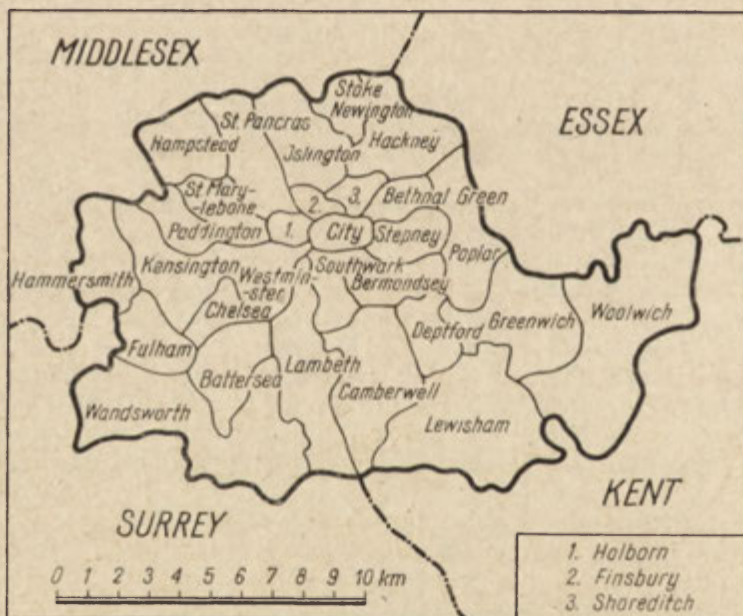 MIDDLESEX
ESSEX
Stoke
Newington
St. Pancras
Hackney
Hampstead
Islington
St Mary-
-lebone
2.
3.
Bethnal Green
Paddington
1.
City
Stepney
Poplar
Hammersmith
Kensington
Westmin-
-ster
Southwark
Bermondsey
Chelsea
Deptford
Greenwich
Woolwich
Fulham
Battersea
Lambeth
Camberwell
Wandsworth
Lewisham
KENT
SURREY
0 1 2 3 4 5 6 7 8 9 10 km
1. Holborn
2. Finsbury
3. Shareditch